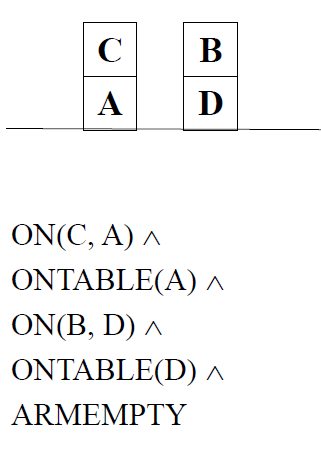 C B
A D
ON(C, A) ∧
ONTABLE(A) ∧
ON(B, D) ∧
ONTABLE(D) ∧
ARMEMPTY